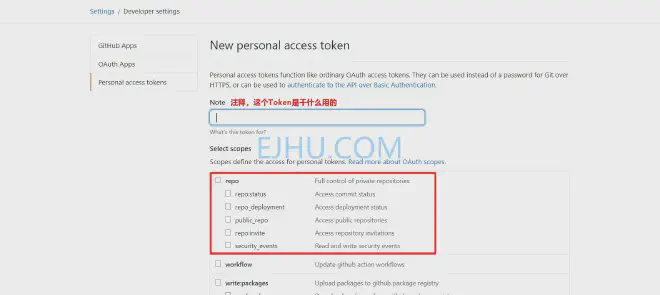 Settings / Developer settings
GitHub Apps
OAuth Apps
Personal access tokens
New personal access token
Personal access tokens function like ordinary OAuth access tokens. They can be used instead of a password for Git over
HTTPS, or can be used to authenticate to the API over Basic Authentication.
Note 注释，这个Token是干什么用的
What's this token for?
EJHU.COM
Select scopes
Scopes define the access for personal tokens. Read more about OAuth scopes.
repo Full control of private repositories
repo:status Access commit status
repo_deployment Access deployment status
public_repo Access public repositories
repo:invite Access repository invitations
security_events Read and write security events
workflow Update github action workflows
write:packages Upload packages to github package registry